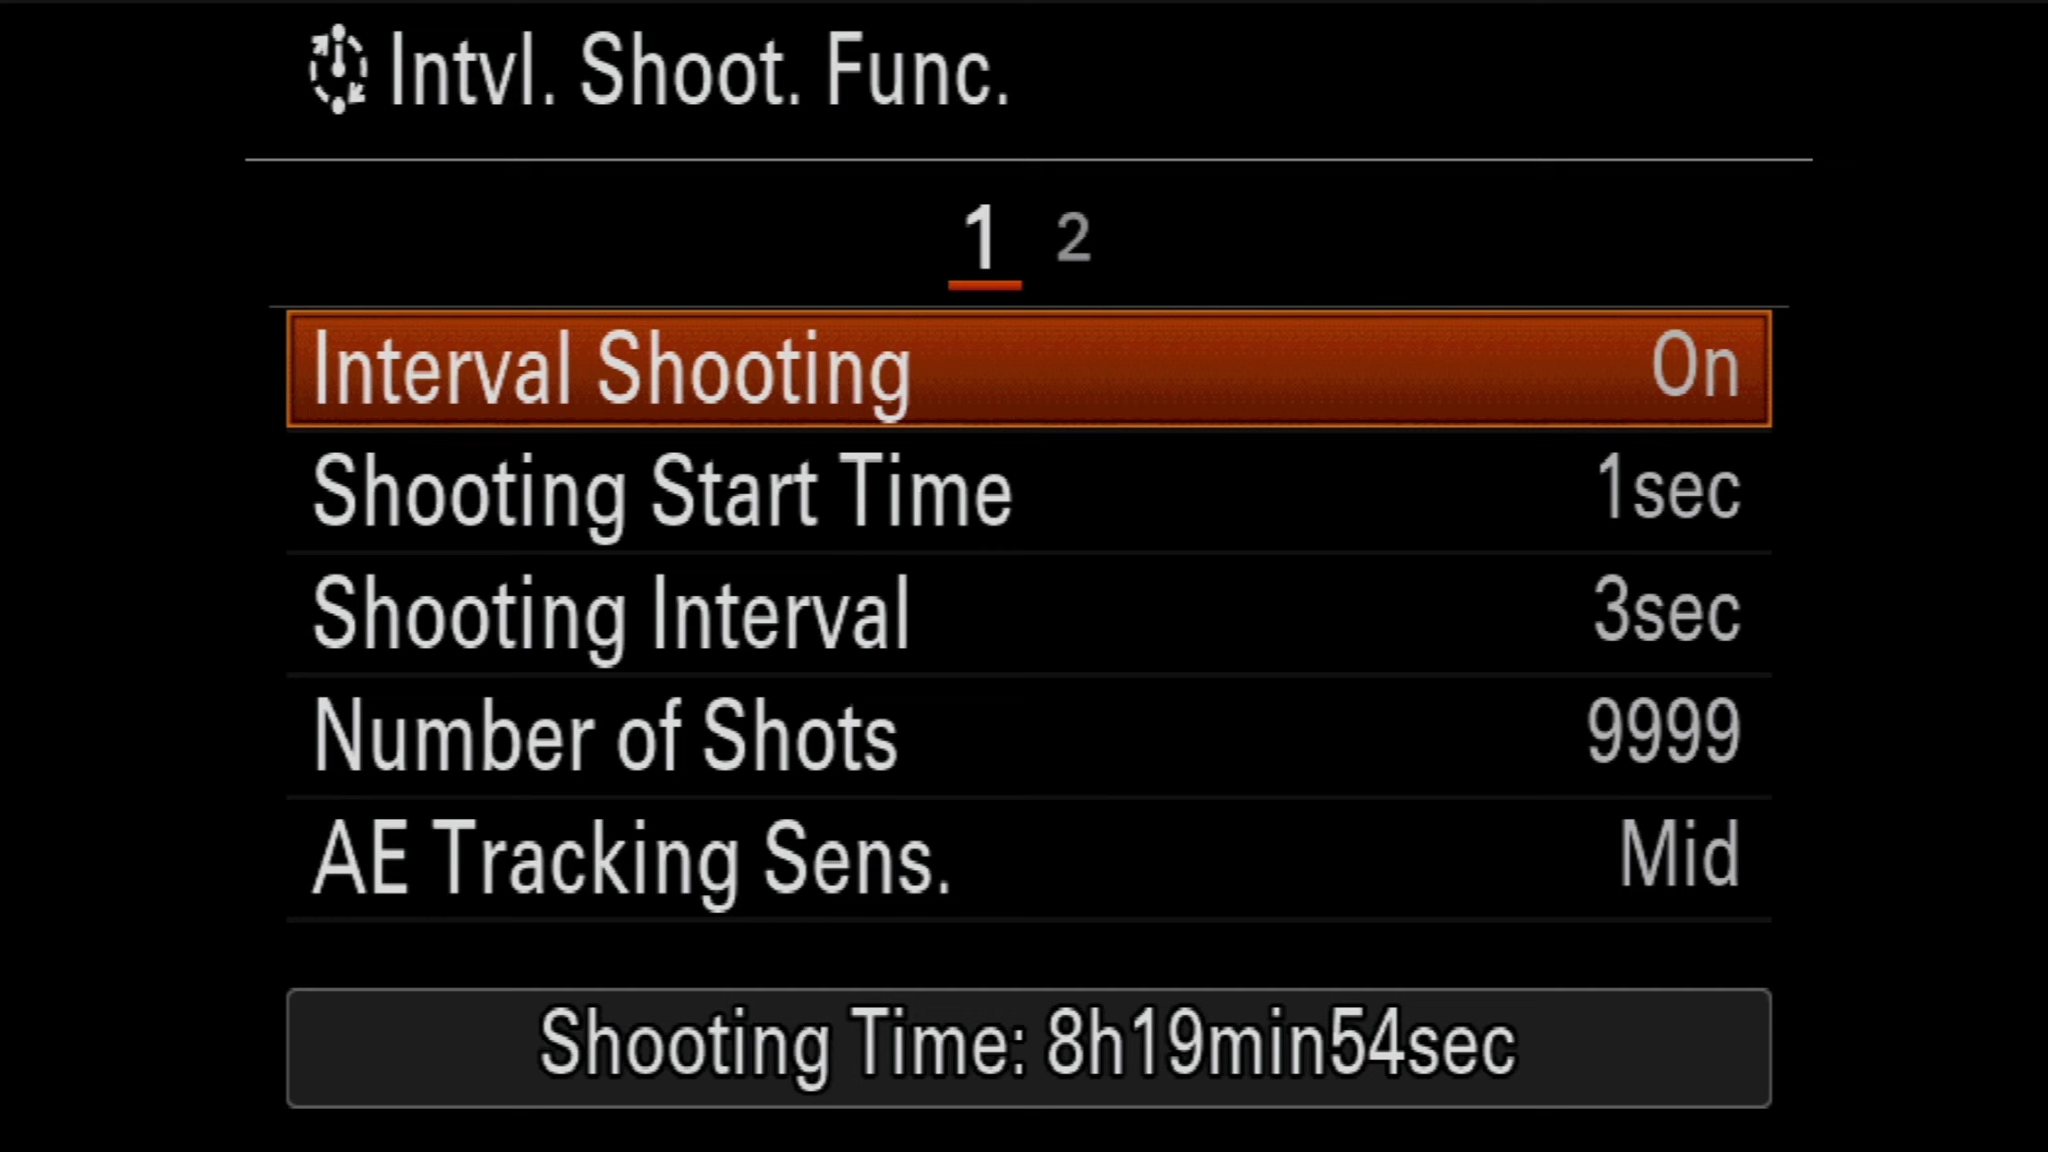 Intvl. Shoot. Func.
1 2
Interval Shooting On
Shooting Start Time 1sec
Shooting Interval 3sec
Number of Shots 9999
AE Tracking Sens. Mid
Shooting Time: 8h19min54sec